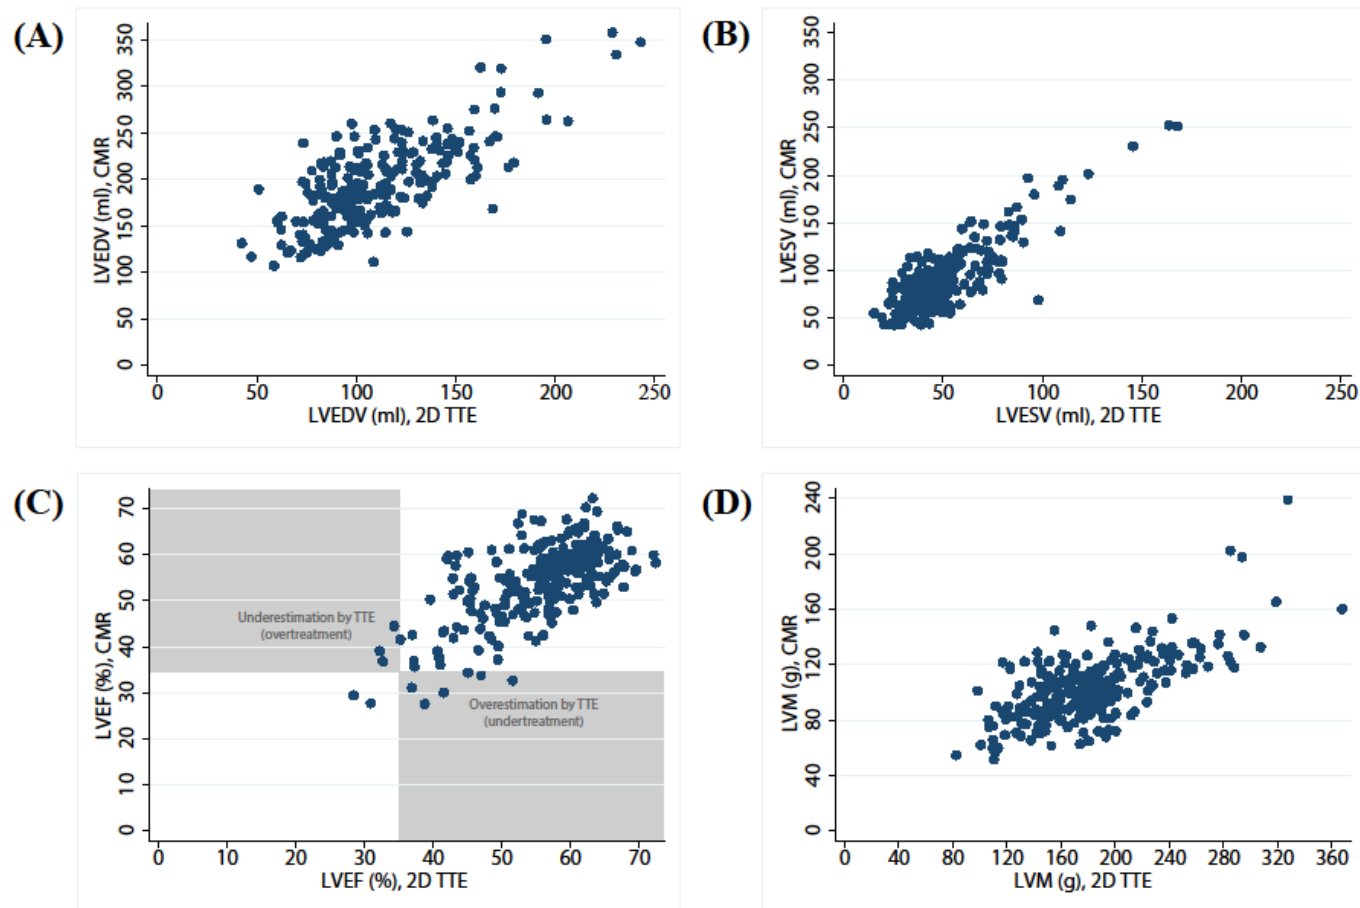 (A)
LVEDV (ml), CMR
350
300
250
200
150
100
50
0
0 50 100 150 200 250
LVEDV (ml), 2D TTE
(B)
LVESV (ml), CMR
350
300
250
200
150
100
50
0
0 50 100 150 200 250
LVESV (ml), 2D TTE
(C)
LVEF (%), CMR
70
60
50
40
30
20
10
0
Underestimation by TTE
(overtreatment)
Overestimation by TTE
(undertreatment)
0 10 20 30 40 50 60 70
LVEF (%), 2D TTE
(D)
LVM (g), CMR
240
200
160
120
80
40
0
0 40 80 120 160 200 240 280 320 360
LVM (g), 2D TTE